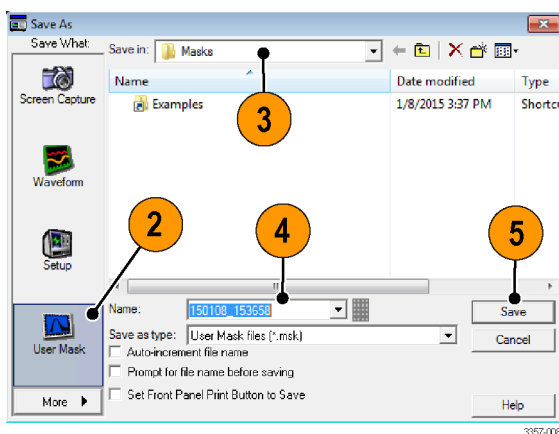 Save As
Save What:
Save in: Masks
Name Date modified Type
Examples 1/8/2015 3:37 PM Shortc
3
Screen Capture
Waveform
2
4
5
Setup
Name: 150108_153658 Save
Save as type: User Mask files (*.msk) Cancel
User Mask
Auto-increment file name
Prompt for file name before saving
Set Front Panel Print Button to Save
More Help
3357-008